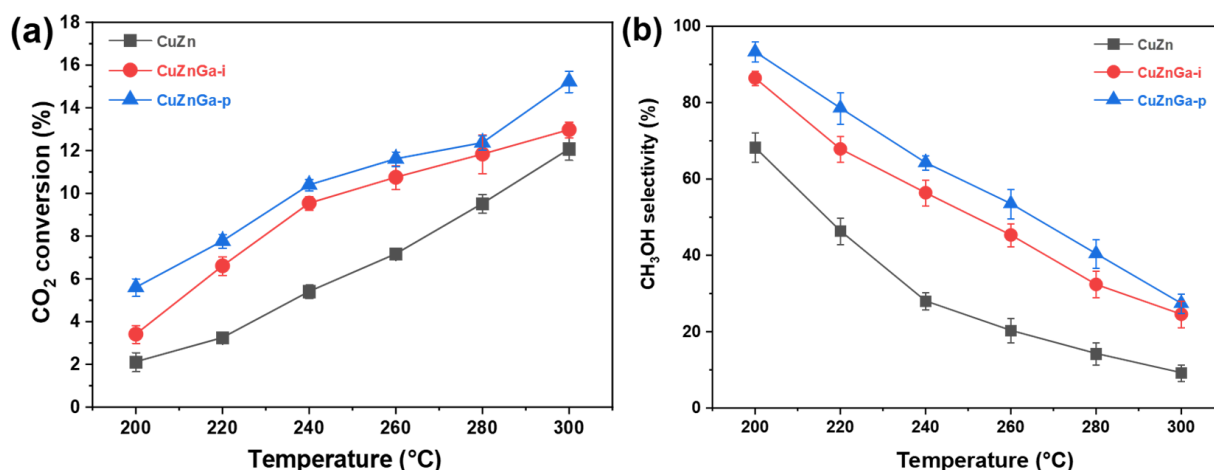 (a)
CO2 conversion (%)
18
16
14
12
10
8
6
4
2
0
CuZn
CuZnGa-i
CuZnGa-p
200 220 240 260 280 300
Temperature (°C)
(b)
CH3OH selectivity (%)
100
80
60
40
20
0
CuZn
CuZnGa-i
CuZnGa-p
200 220 240 260 280 300
Temperature (°C)